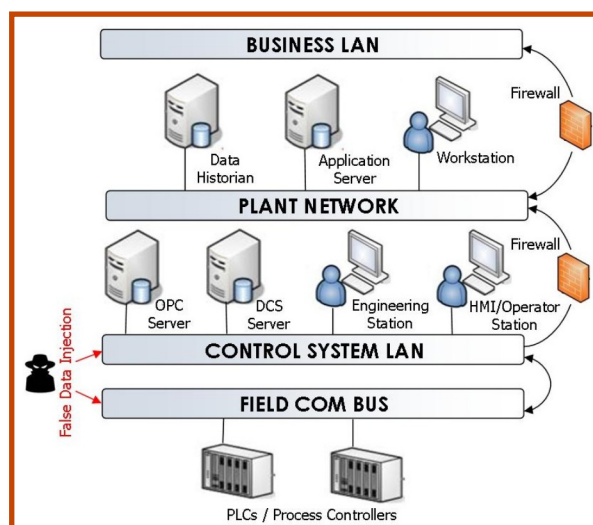 BUSINESS LAN
Firewall
Data
Historian
Application
Server
Workstation
PLANT NETWORK
Firewall
OPC
Server
DCS
Server
Engineering
Station
HMI/Operator
Station
CONTROL SYSTEM LAN
False Data Injection
FIELD COM BUS
PLCs / Process Controllers